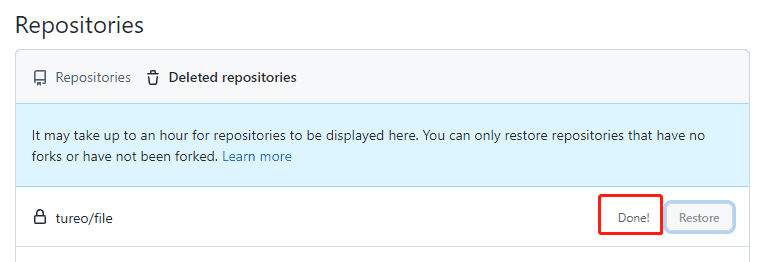 Repositories
Repositories Deleted repositories
It may take up to an hour for repositories to be displayed here. You can only restore repositories that have no
forks or have not been forked. Learn more
tureo/file Done! Restore